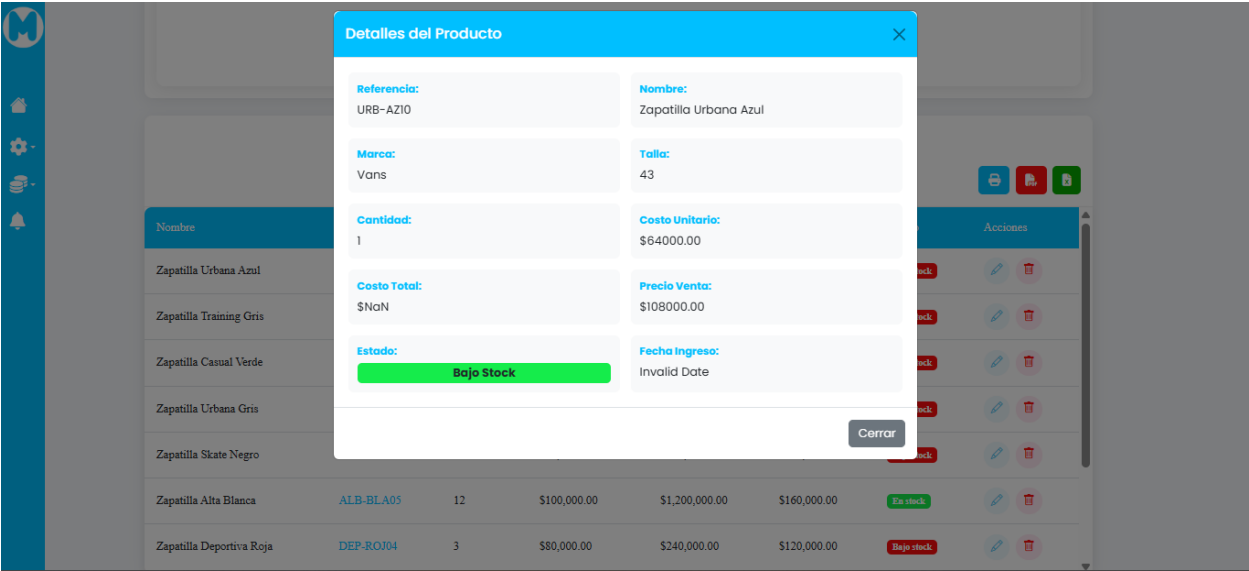 Detalles del Producto
Referencia:
URB-AZ10
Nombre:
Zapatilla Urbana Azul
Marca:
Vans
Talla:
43
Cantidad:
1
Costo Unitario:
$64000.00
Costo Total:
$NaN
Precio Venta:
$108000.00
Estado:
Bajo Stock
Fecha Ingreso:
Invalid Date
Cerrar
Nombre Acciones
Zapatilla Urbana Azul
Zapatilla Training Gris
Zapatilla Casual Verde
Zapatilla Urbana Gris
Zapatilla Skate Negro
Zapatilla Alta Blanca ALB-BLA05 12 $100,000.00 $1,200,000.00 $160,000.00 En stock
Zapatilla Deportiva Roja DEP-ROJ04 3 $80,000.00 $240,000.00 $120,000.00 Bajo stock